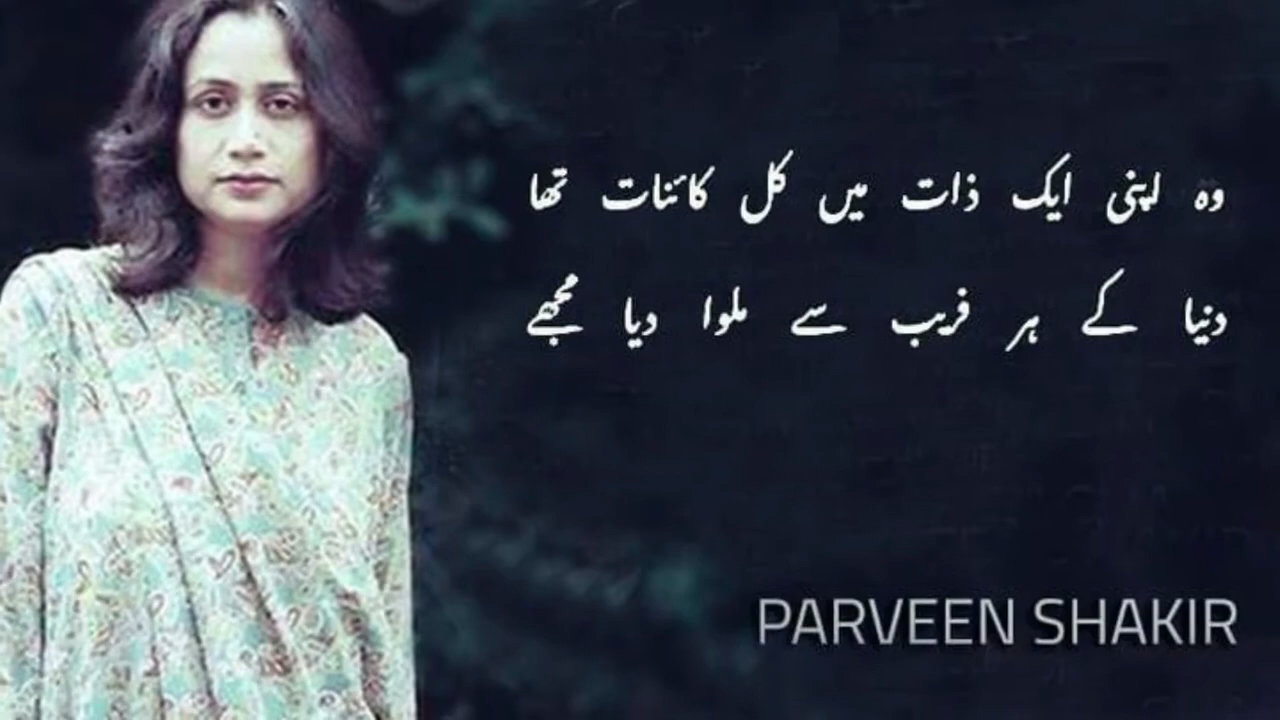 وہ اپنی ایک ذات میں کل کائنات تھا
دنیا کے ہر فریب سے ملوا دیا مجھے
PARVEEN SHAKIR